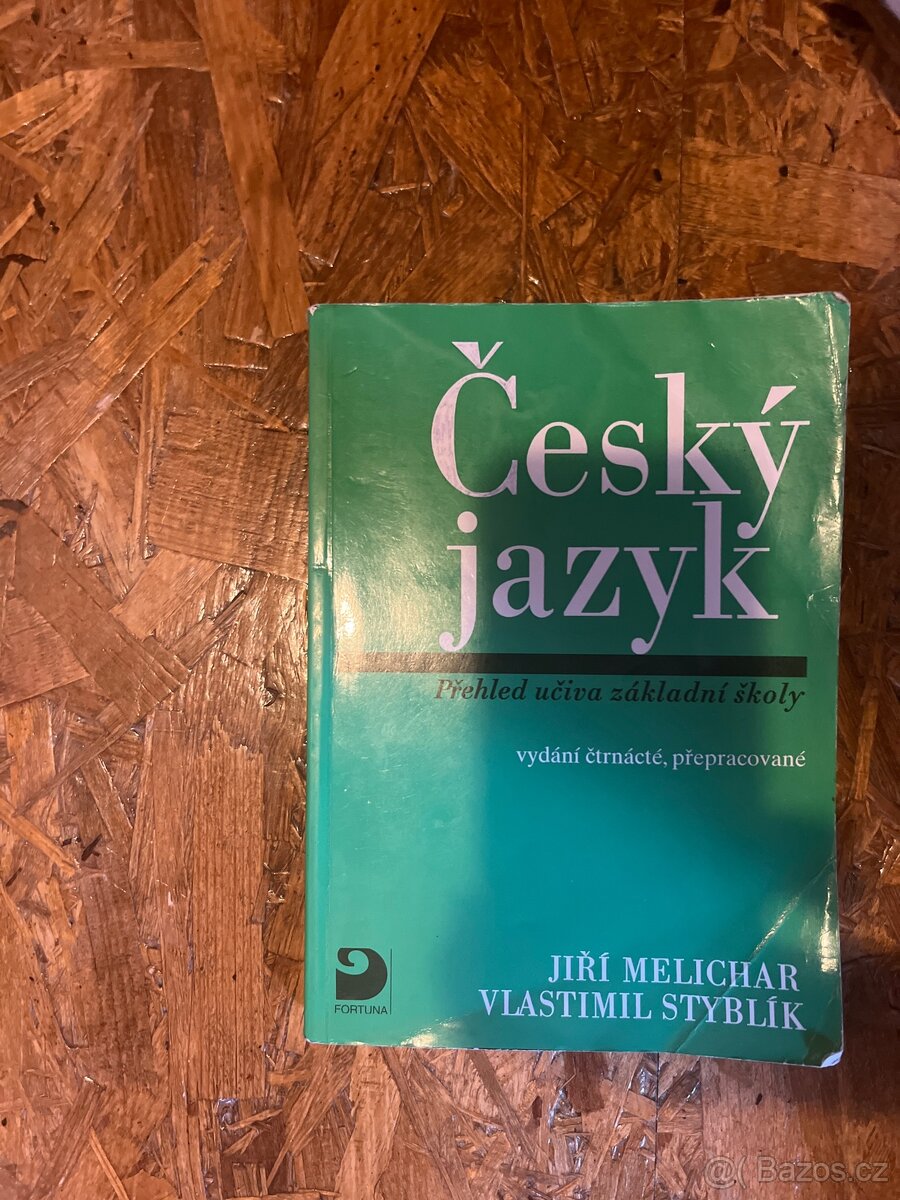 Český
jazyk
Přehled učiva základní školy
vydání čtrnácté, přepracované
JIŘÍ MELICHAR
VLASTIMIL STYBLÍK
FORTUNA
@ Bazos.cz